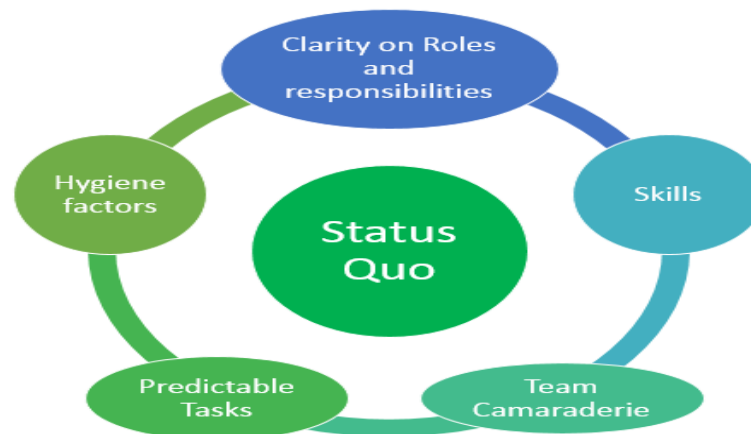 Clarity on Roles
and
responsibilities
Hygiene
factors
Skills
Status
Quo
Predictable
Tasks
Team
Camaraderie